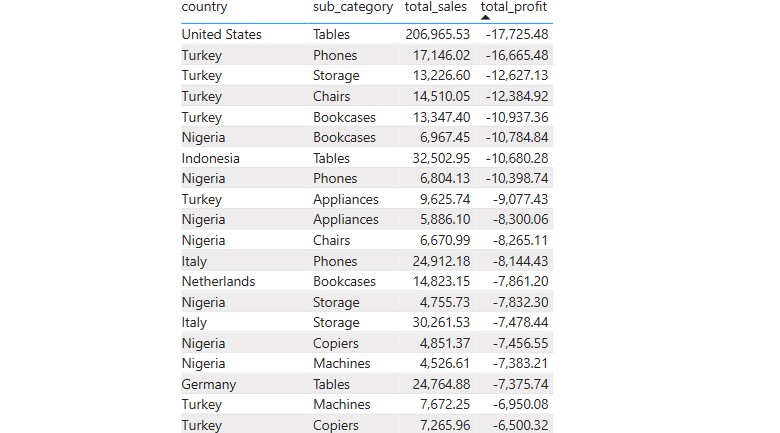 country sub_category total_sales total_profit
United States Tables 206,965.53 -17,725.48
Turkey Phones 17,146.02 -16,665.48
Turkey Storage 13,226.60 -12,627.13
Turkey Chairs 14,510.05 -12,384.92
Turkey Bookcases 13,347.40 -10,937.36
Nigeria Bookcases 6,967.45 -10,784.84
Indonesia Tables 32,502.95 -10,680.28
Nigeria Phones 6,804.13 -10,398.74
Turkey Appliances 9,625.74 -9,077.43
Nigeria Appliances 5,886.10 -8,300.06
Nigeria Chairs 6,670.99 -8,265.11
Italy Phones 24,912.18 -8,144.43
Netherlands Bookcases 14,823.15 -7,861.20
Nigeria Storage 4,755.73 -7,832.30
Italy Storage 30,261.53 -7,478.44
Nigeria Copiers 4,851.37 -7,456.55
Nigeria Machines 4,526.61 -7,383.21
Germany Tables 24,764.88 -7,375.74
Turkey Machines 7,672.25 -6,950.08
Turkey Copiers 7,265.96 -6,500.32